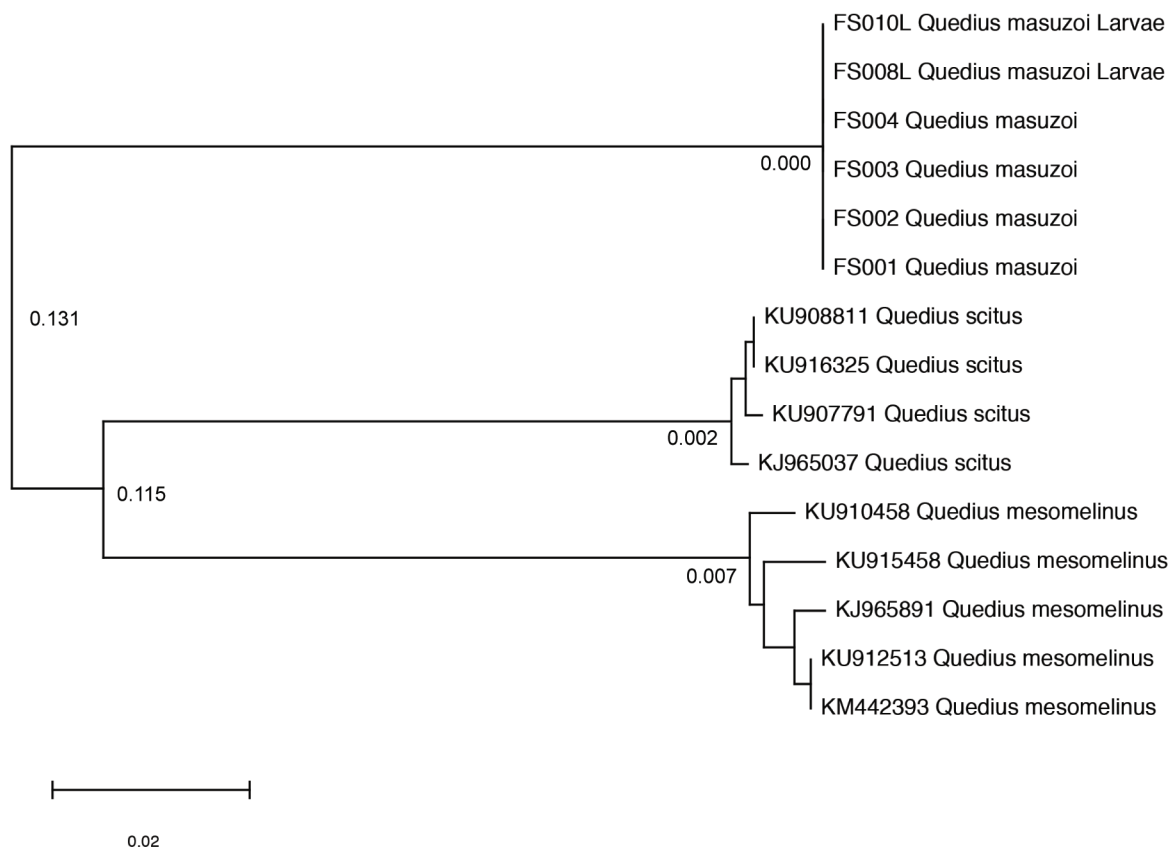 FS010L Quedius masuzoi Larvae
FS008L Quedius masuzoi Larvae
FS004 Quedius masuzoi
0.000
FS003 Quedius masuzoi
FS002 Quedius masuzoi
FS001 Quedius masuzoi
0.131
KU908811 Quedius scitus
KU916325 Quedius scitus
KU907791 Quedius scitus
0.002
KJ965037 Quedius scitus
0.115
KU910458 Quedius mesomelinus
KU915458 Quedius mesomelinus
0.007
KJ965891 Quedius mesomelinus
KU912513 Quedius mesomelinus
KM442393 Quedius mesomelinus
0.02